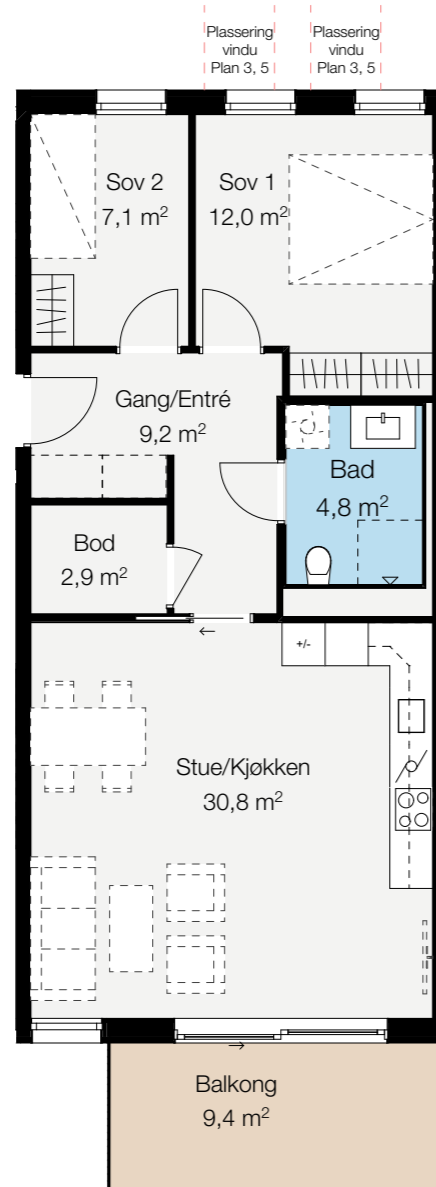 Plassering
vindu
Plan 3, 5
Plassering
vindu
Plan 3, 5
Sov 2
7,1 m²
Sov 1
12,0 m²
Gang/Entré
9,2 m²
Bad
4,8 m²
Bod
2,9 m²
+/-
Stue/Kjøkken
30,8 m²
Balkong
9,4 m²